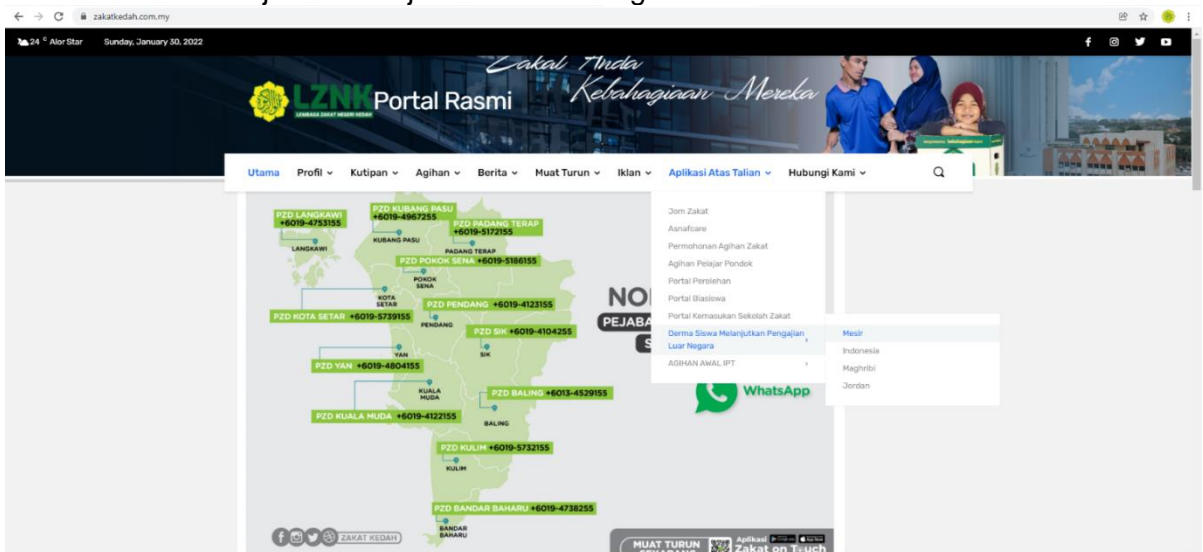 zakatkedah.com.my
24 C Alor Star Sunday, January 30, 2022
Zakat Anda
Kebahagiaan Mereka
LZNK Portal Rasmi
LEMBAGA ZAKAT NEGERI KEDAH
Utama Profil Kutipan Agihan Berita Muat Turun Iklan Aplikasi Atas Talian Hubungi Kami
Jom Zakat
Asnafcare
Permohonan Agihan Zakat
Agihan Pelajar Pondok
Portal Perolehan
Portal Biasiswa
Portal Kemasukan Sekolah Zakat
Derma Siswa Melanjutkan Pengajian
Luar Negara
AGIHAN AWAL IPT
Mesir
Indonesia
Maghribi
Jordan
PZD LANGKAWI
+6019-4753155
LANGKAWI
PZD KUBANG PASU
+6019-4967255
KUBANG PASU
PZD PADANG TERAP
+6019-5172155
PADANG TERAP
PZD POKOK SENA +6019-5186155
POKOK
SENA
KOTA
SETAR
PZD KOTA SETAR +6019-5739155
PZD PENDANG +6019-4123155
PENDANG
PZD SIK +6019-4104255
SIK
YAN
PZD YAN +6019-4804155
KUALA
MUDA
PZD KUALA MUDA +6019-4122155
PZD BALING +6013-4529155
BALING
PZD KULIM +6019-5732155
KULIM
PZD BANDAR BAHARU +6019-4738255
BANDAR
BAHARU
NO
PEJABA
S
WhatsApp
ZAKAT KEDAH
MUAT TURUN
SEKARANG
Aplikasi
Zakat on Touch